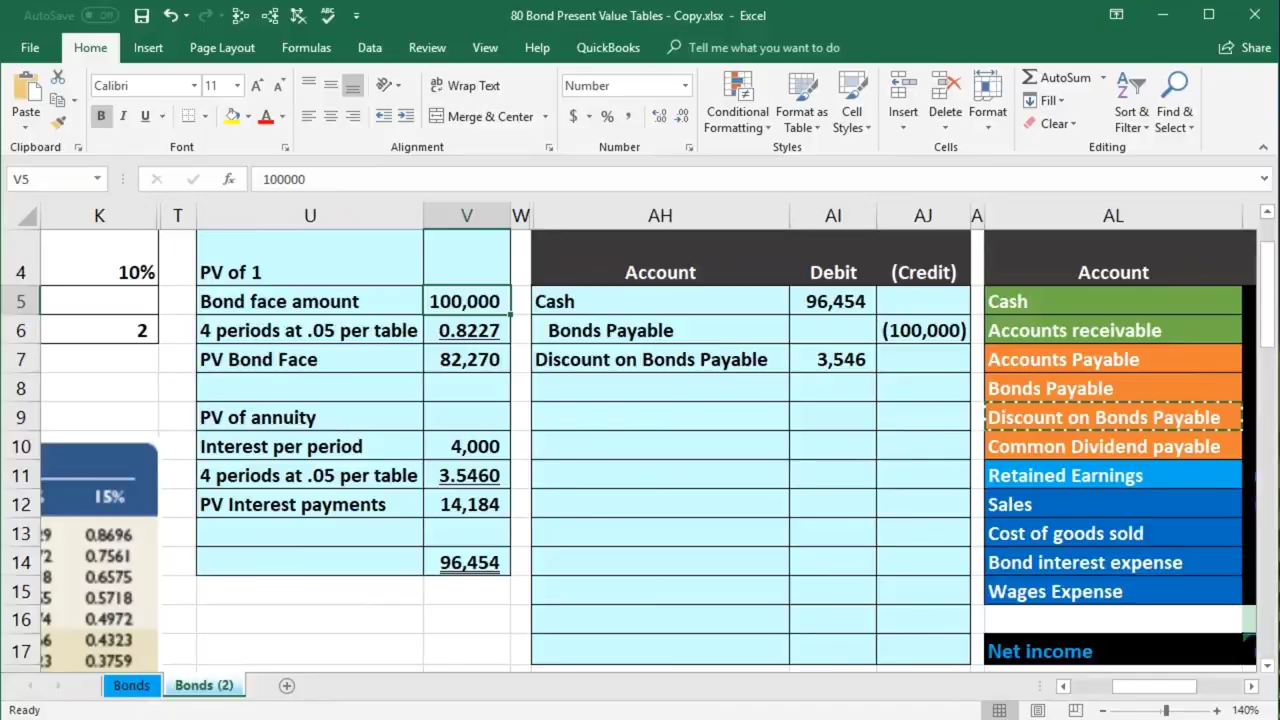 AutoSave Off 80 Bond Present Value Tables - Copy.xlsx - Excel
File Home Insert Page Layout Formulas Data Review View Help QuickBooks Tell me what you want to do Share
Paste Calibri 11 Wrap Text Number AutoSum
B I U Merge & Center $ % Conditional Formatting Format as Table Cell Styles Insert Delete Format Fill Clear Sort & Filter Find & Select
Clipboard Font Alignment Number Styles Cells Editing
V5 fx 100000
K T U V W AH AI AJ A AL
4 10% PV of 1 Account Debit (Credit) Account
5 Bond face amount 100,000 Cash 96,454 Cash
6 2 4 periods at .05 per table 0.8227 Bonds Payable (100,000) Accounts receivable
7 PV Bond Face 82,270 Discount on Bonds Payable 3,546 Accounts Payable
8 Bonds Payable
9 PV of annuity Discount on Bonds Payable
10 Interest per period 4,000 Common Dividend payable
11 15% 4 periods at .05 per table 3.5460 Retained Earnings
12 PV Interest payments 14,184 Sales
13 0.8696 Cost of goods sold
14 0.7561 96,454 Bond interest expense
15 0.6575 Wages Expense
0.5718
16 0.4972
0.4323
17 0.3759 Net income
Bonds Bonds (2)
Ready 140%